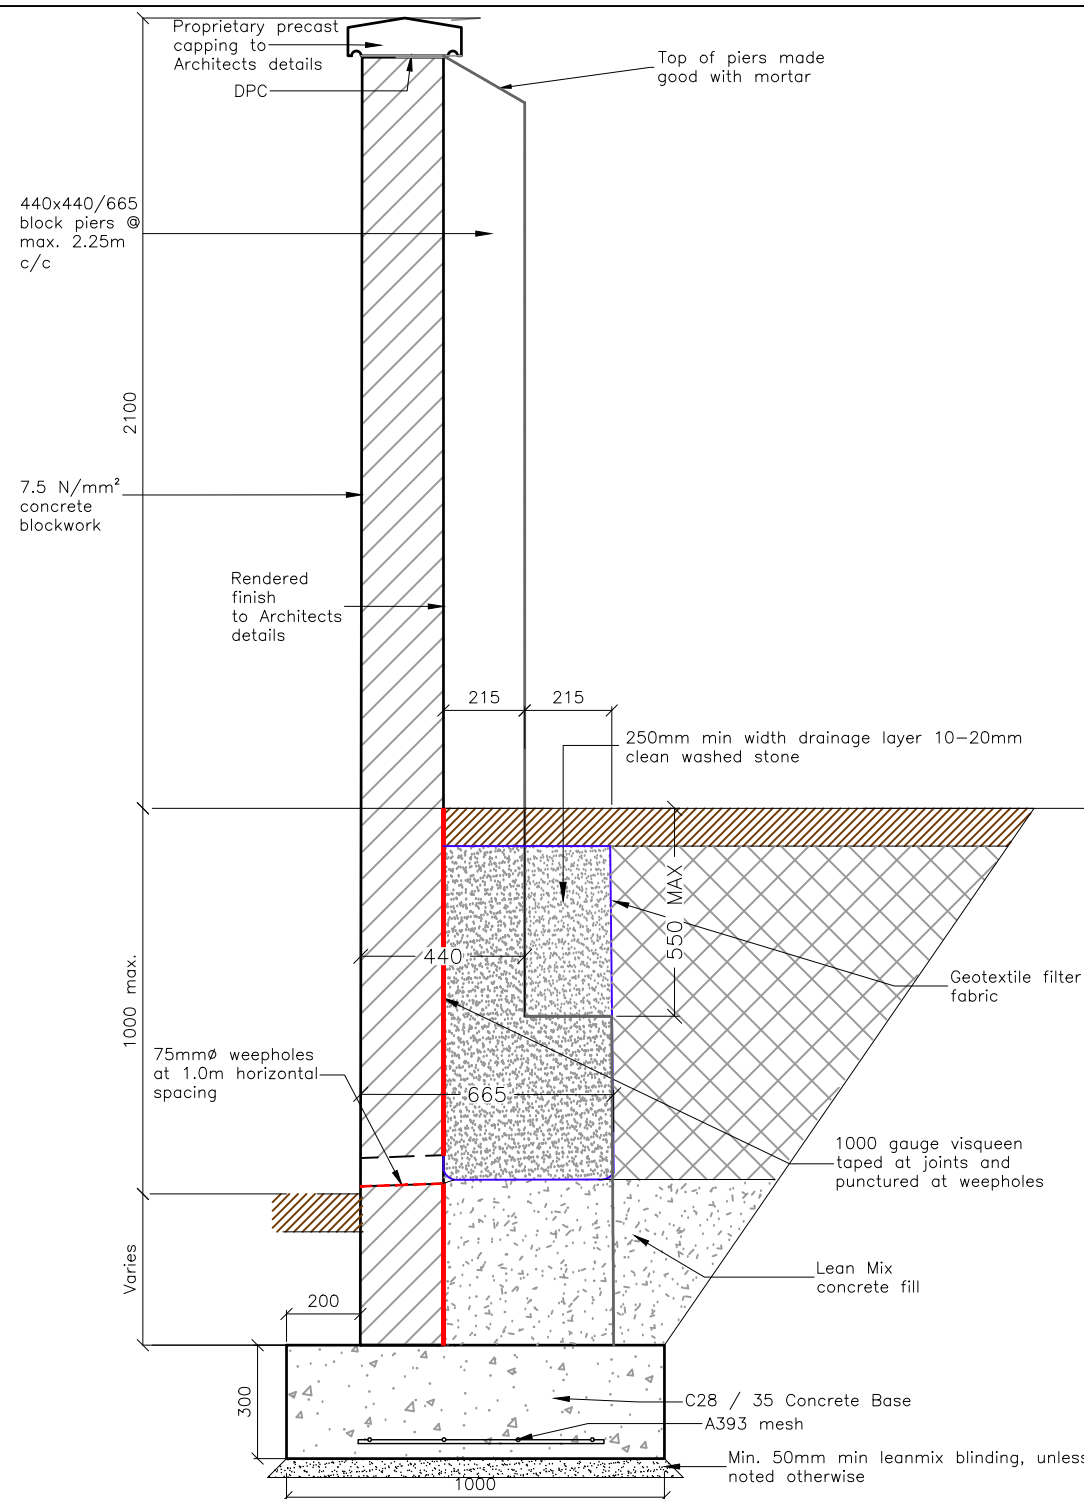 Proprietary precast
capping to
Architects details
DPC
Top of piers made
good with mortar
440x440/665
block piers @
max. 2.25m
c/c
2100
7.5 N/mm²
concrete
blockwork
Rendered
finish
to Architects
details
215
215
250mm min width drainage layer 10-20mm
clean washed stone
550 MAX
440
1000 max.
Geotextile filter
fabric
75mmø weepholes
at 1.0m horizontal
spacing
665
1000 gauge visqueen
taped at joints and
punctured at weepholes
Varies
Lean Mix
concrete fill
200
300
C28 / 35 Concrete Base
A393 mesh
Min. 50mm min leanmix blinding, unless
noted otherwise
1000